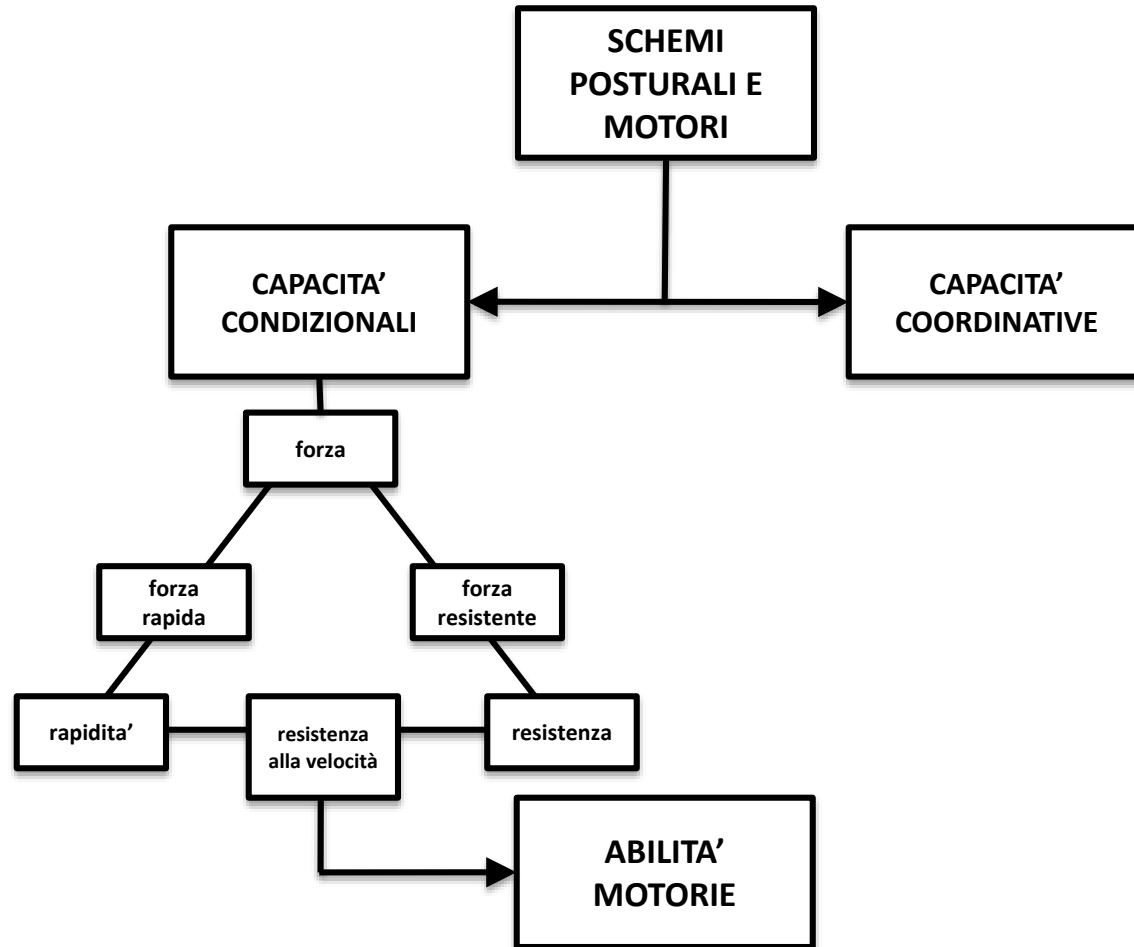 SCHEMI
POSTURALI E
MOTORI
CAPACITA’
CONDIZIONALI
CAPACITA’
COORDINATIVE
forza
forza
rapida
forza
resistente
rapidita’
resistenza
alla velocità
resistenza
ABILITA’
MOTORIE